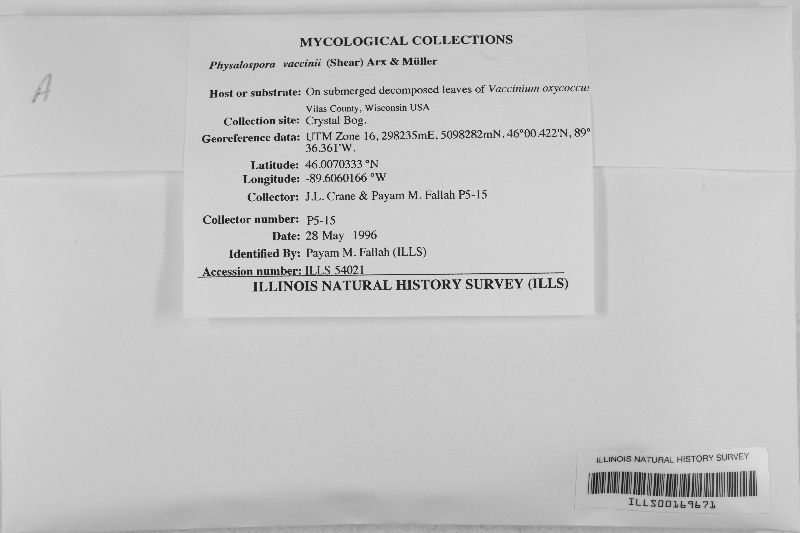 A
MYCOLOGICAL COLLECTIONS
Physalospora vaccinii (Shear) Arx & Müller
Host or substrate: On submerged decomposed leaves of Vaccinium oxycoccus
Vilas County, Wisconsin USA
Collection site: Crystal Bog.
Georeference data: UTM Zone 16, 298235mE, 5098282mN, 46°00.422'N, 89°
36.361'W.
Latitude: 46.0070333 °N
Longitude: -89.6060166 °W
Collector: J.L. Crane & Payam M. Fallah P5-15
Collector number: P5-15
Date: 28 May 1996
Identified By: Payam M. Fallah (ILLS)
Accession number: ILLS 54021
ILLINOIS NATURAL HISTORY SURVEY (ILLS)
ILLINOIS NATURAL HISTORY SURVEY
ILLS00169671